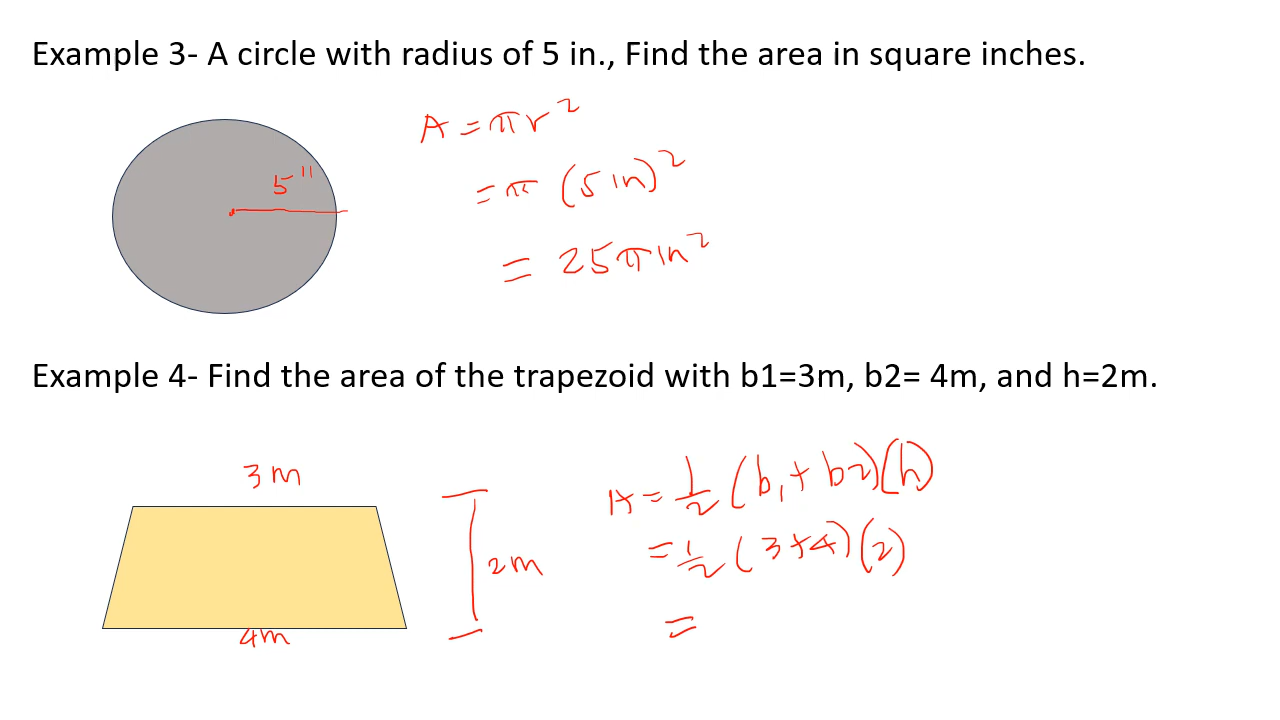 Example 3- A circle with radius of 5 in., Find the area in square inches.
5"
A = πr²
= π (5 in)²
= 25π in²
Example 4- Find the area of the trapezoid with b1=3m, b2= 4m, and h=2m.
3 m
4m
2m
A = 1/2 (b₁ + b2)(h)
= 1/2 (3+4)(2)
=